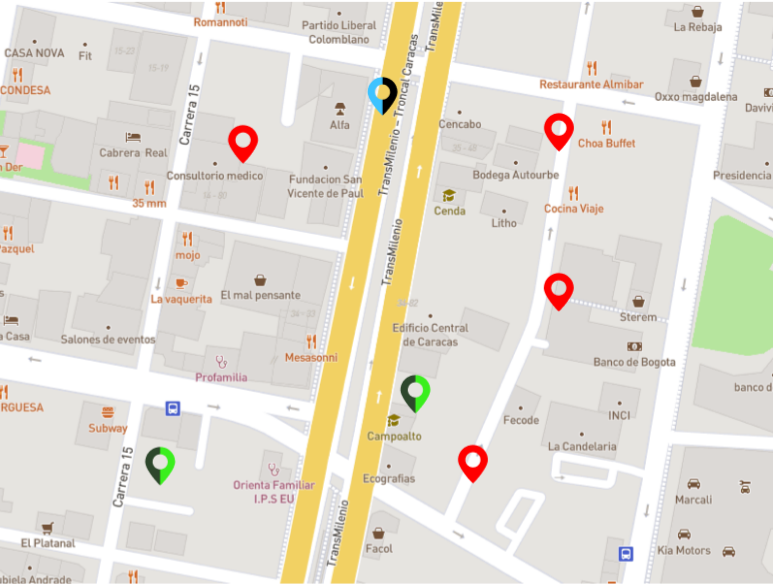 Romannoti
Partido Liberal
Colomblano
TransMile
La Rebaja
CASA NOVA
Fit
15-23
15-19
CONDESA
Carrera 15
TransMilenio - Troncal Caracas
Restaurante Almibar
Oxxo magdalena
Davivi
Alfa
Cencabo
Choa Buffet
Cabrera Real
n Der
Consultorio medico
Fundacion San
Vicente de Paul
Bodega Autourbe
Presidencia
35 mm
Cenda
Litho
Cocina Viaje
Pazquel
mojo
TransMilenio
La vaquerita
El mal pensante
Sterem
a Casa
Salones de eventos
Mesasonni
Edificio Central
de Caracas
Banco de Bogota
Profamilia
banco d
RGUESA
Subway
Campoalto
Fecode
INCI
La Candelaria
Carrera 15
Orienta Familiar
I.P.S EU
Ecografias
Marcali
TransMilenio
El Platanal
Facol
Kia Motors
biela Andrade